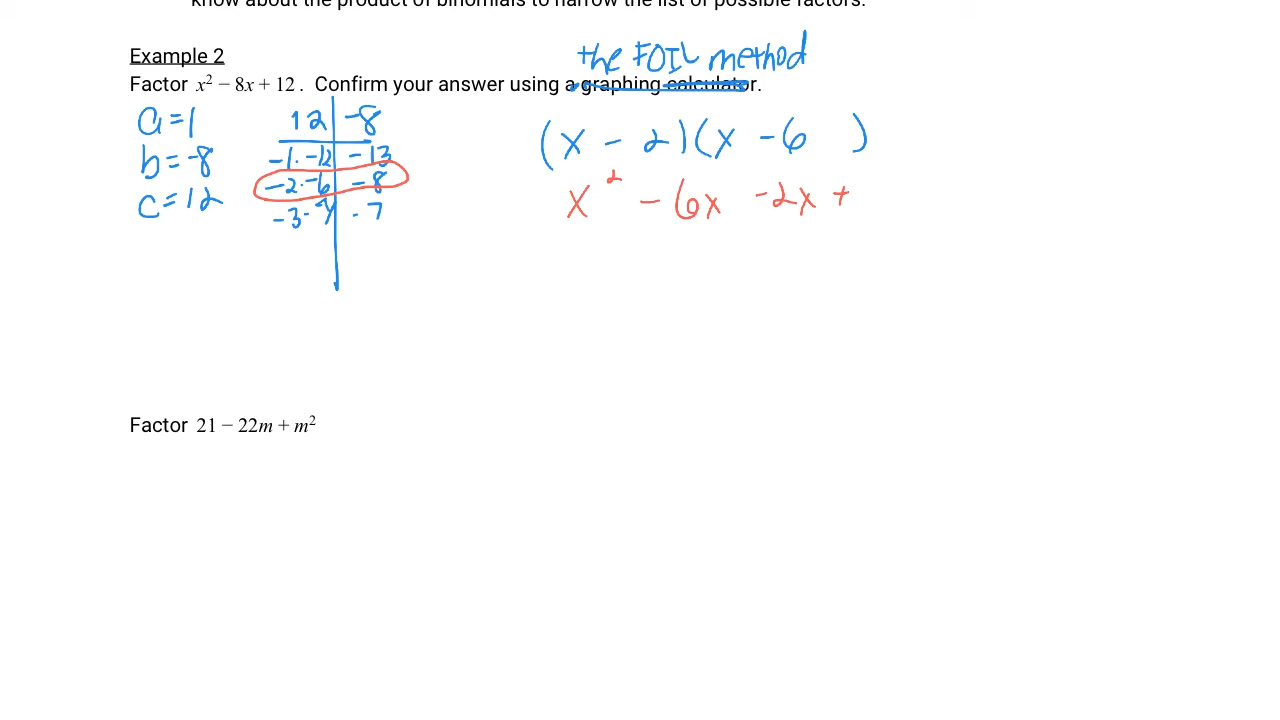 know about the product of binomials to narrow the list of possible factors.
Example 2
the FOIL method
Factor x² − 8x + 12 . Confirm your answer using a graphing calculator.
a = 1
b = -8
c = 12
12 | -8
-1 · -12 | -13
-2 · -6 | -8
-3 · -4 | -7
(x - 2)(x - 6 )
x² - 6x - 2x +
Factor 21 − 22m + m²